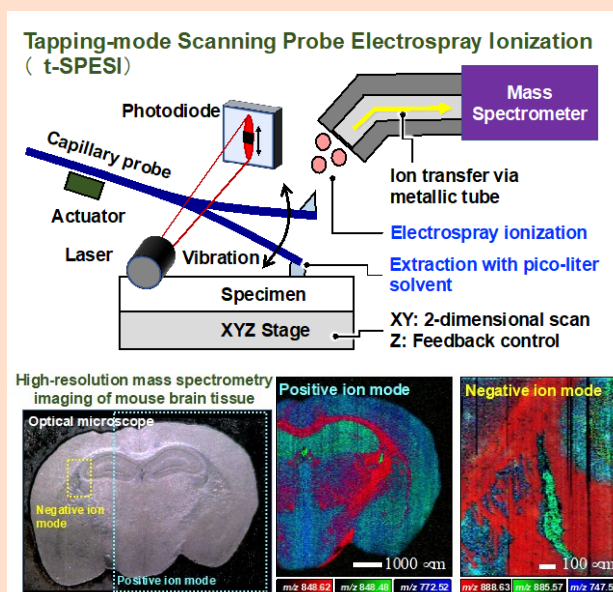 Tapping-mode Scanning Probe Electrospray Ionization
( t-SPESI)
Photodiode
Mass
Spectrometer
Capillary probe
Actuator
Laser
Vibration
Ion transfer via
metallic tube
Electrospray ionization
Extraction with pico-liter
solvent
Specimen
XYZ Stage
XY: 2-dimensional scan
Z: Feedback control
High-resolution mass spectrometry
imaging of mouse brain tissue
Optical microscope
Negative ion
mode
Positive ion mode
Positive ion mode
1000 ∝m
m/z 848.62
m/z 848.48
m/z 772.52
Negative ion mode
100 ∝m
m/z 888.63
m/z 885.57